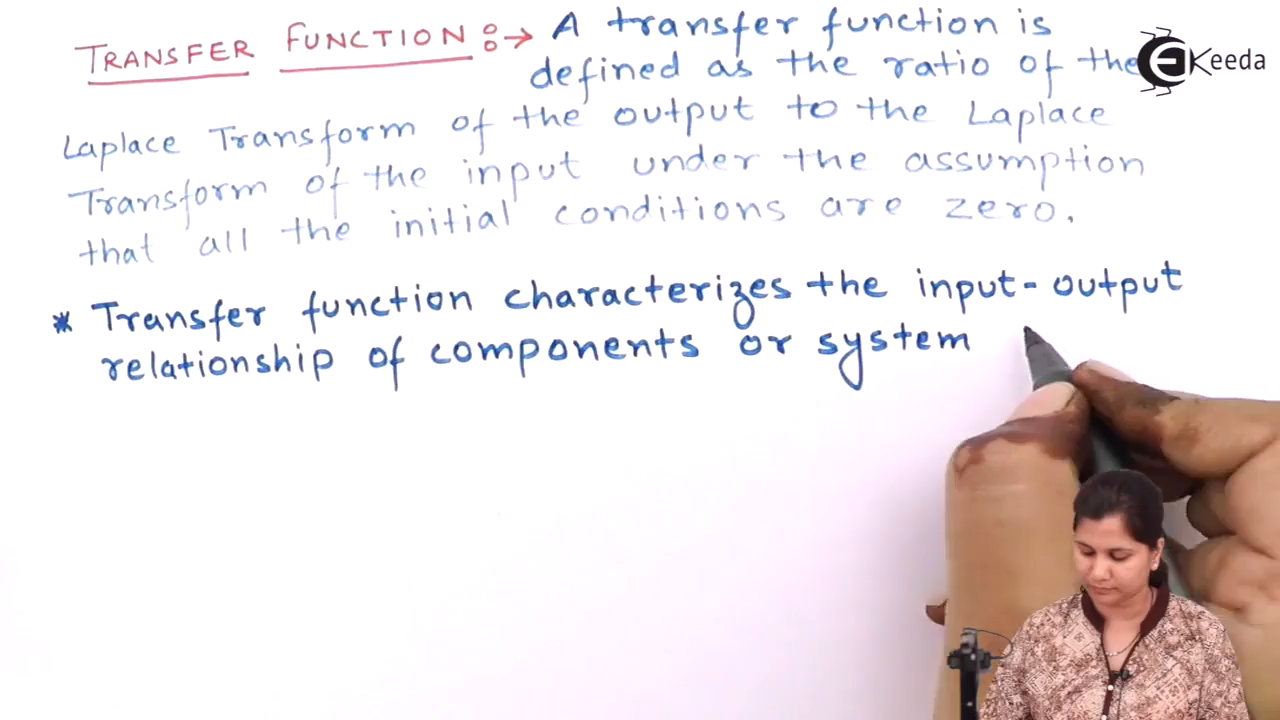 TRANSFER FUNCTION :→ A transfer function is
defined as the ratio of the
Laplace Transform of the output to the Laplace
Transform of the input under the assumption
that all the initial conditions are zero.
* Transfer function characterizes the input-output
relationship of components or system
EKeeda